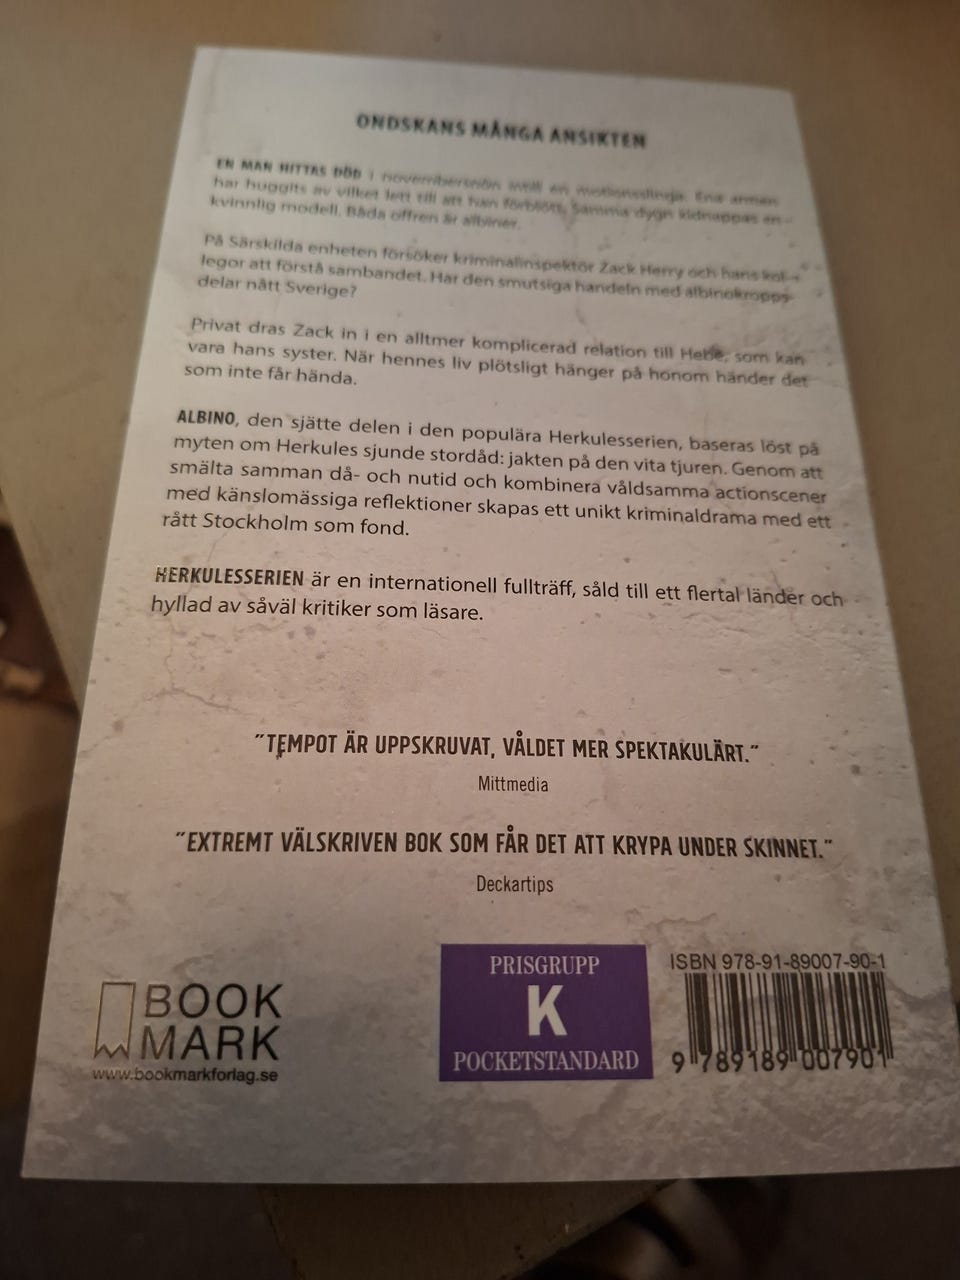 ONDSKANS MÅNGA ANSIKTEN
EN MAN HITTAS DÖD i novembersnön intill en motionsslinga. Ena armen
har huggits av vilket lett till att han förblött. Samma dygn kidnappas en
kvinnlig modell. Båda offren är albiner.
På Särskilda enheten försöker kriminalinspektör Zack Herry och hans kol-
legor att förstå sambandet. Har den smutsiga handeln med albinokropps-
delar nått Sverige?
Privat dras Zack in i en alltmer komplicerad relation till Hebe, som kan
vara hans syster. När hennes liv plötsligt hänger på honom händer det
som inte får hända.
ALBINO, den sjätte delen i den populära Herkulesserien, baseras löst på
myten om Herkules sjunde stordåd: jakten på den vita tjuren. Genom att
smälta samman då- och nutid och kombinera våldsamma actionscener
med känslomässiga reflektioner skapas ett unikt kriminaldrama med ett
rått Stockholm som fond.
HERKULESSERIEN är en internationell fullträff, såld till ett flertal länder och
hyllad av såväl kritiker som läsare.
"TEMPOT ÄR UPPSKRUVAT, VÅLDET MER SPEKTAKULÄRT."
Mittmedia
"EXTREMT VÄLSKRIVEN BOK SOM FÅR DET ATT KRYPA UNDER SKINNET."
Deckartips
BOOK
MARK
www.bookmarkforlag.se
PRISGRUPP
K
POCKETSTANDARD
ISBN 978-91-89007-90-1
9 789189 007901